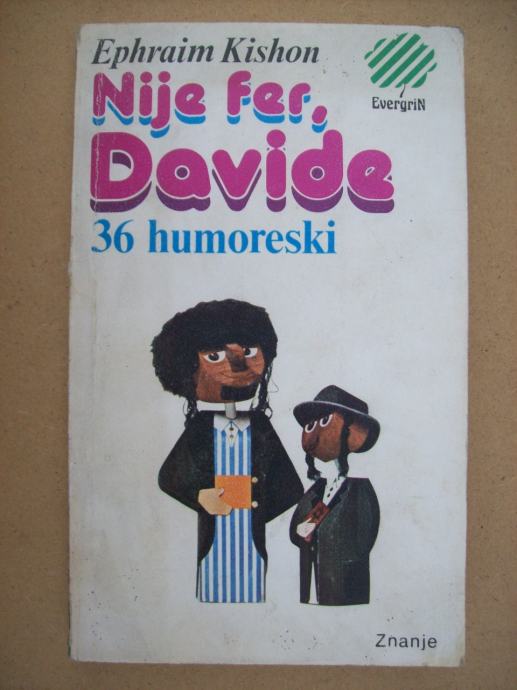 Ephraim Kishon
Nije fer,
Davide
36 humoreski
EvergriN
Znanje